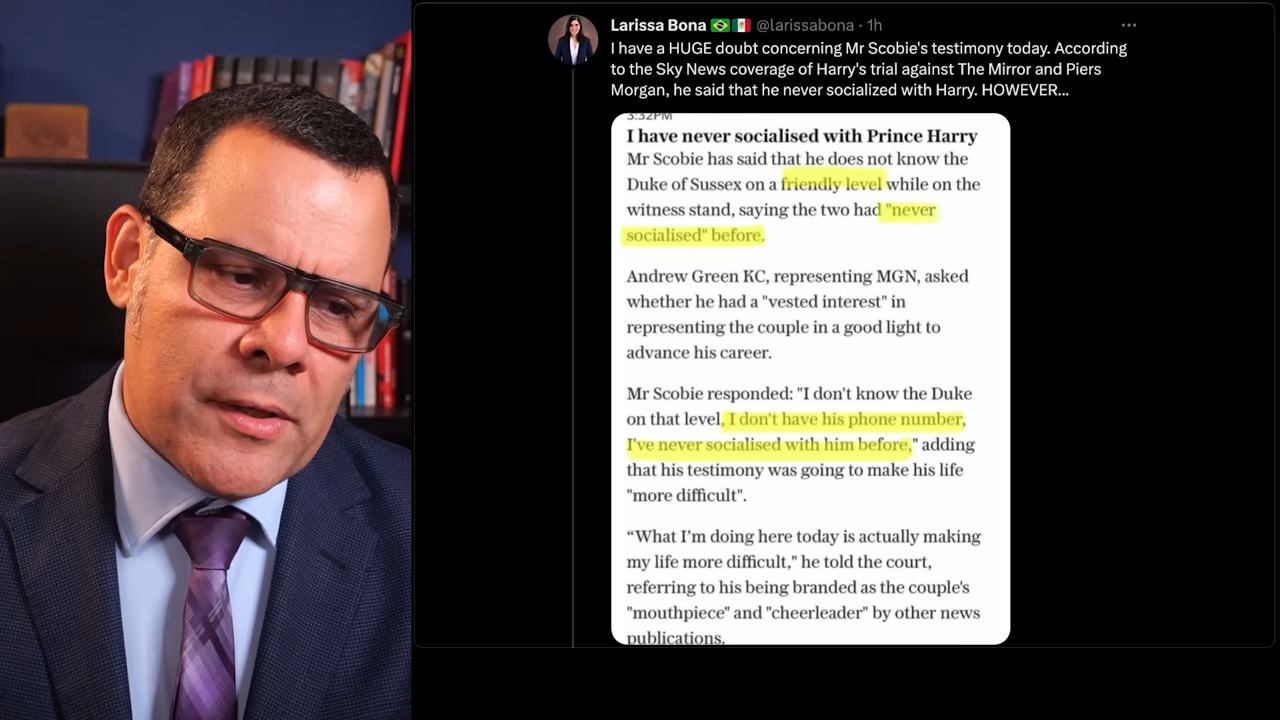 Larissa Bona 🇧🇷🇲🇽 @larissabona · 1h
I have a HUGE doubt concerning Mr Scobie's testimony today. According
to the Sky News coverage of Harry's trial against The Mirror and Piers
Morgan, he said that he never socialized with Harry. HOWEVER...
3:32PM
I have never socialised with Prince Harry
Mr Scobie has said that he does not know the
Duke of Sussex on a friendly level while on the
witness stand, saying the two had "never
socialised" before.
Andrew Green KC, representing MGN, asked
whether he had a "vested interest" in
representing the couple in a good light to
advance his career.
Mr Scobie responded: "I don't know the Duke
on that level, I don't have his phone number,
I've never socialised with him before," adding
that his testimony was going to make his life
"more difficult".
“What I’m doing here today is actually making
my life more difficult," he told the court,
referring to his being branded as the couple's
"mouthpiece" and "cheerleader" by other news
publications.